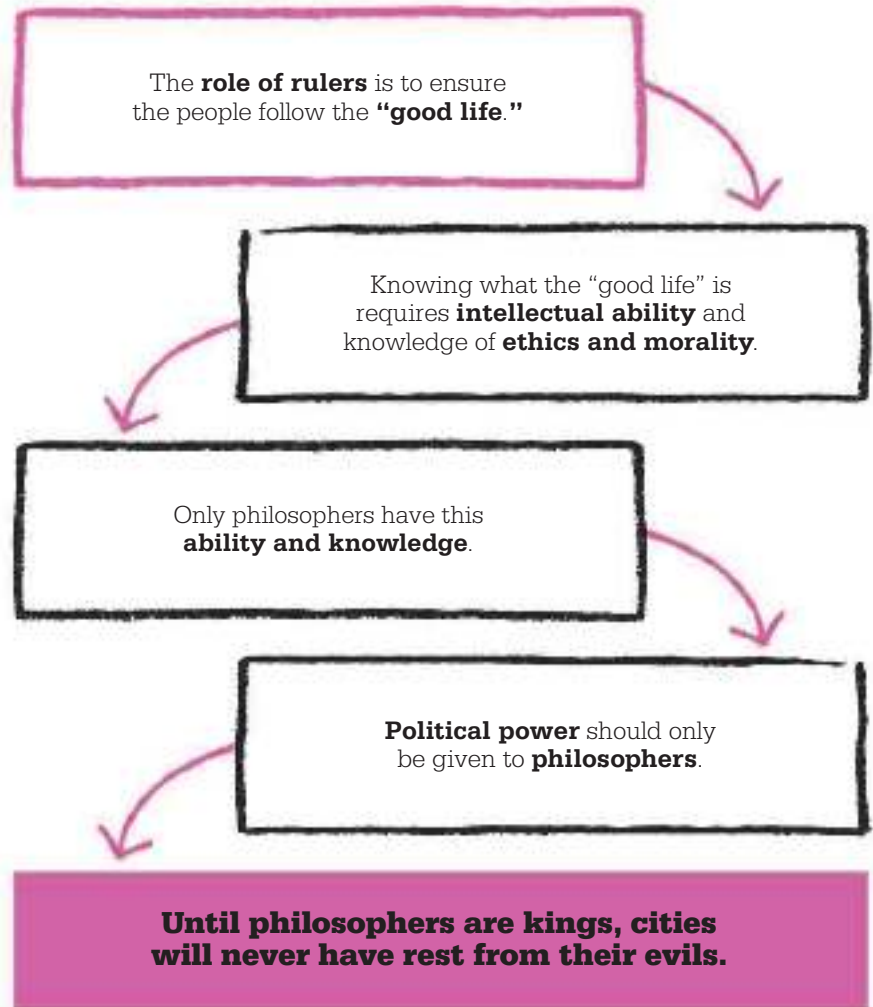 The role of rulers is to ensure
the people follow the “good life.”
Knowing what the “good life” is
requires intellectual ability and
knowledge of ethics and morality.
Only philosophers have this
ability and knowledge.
Political power should only
be given to philosophers.
Until philosophers are kings, cities
will never have rest from their evils.